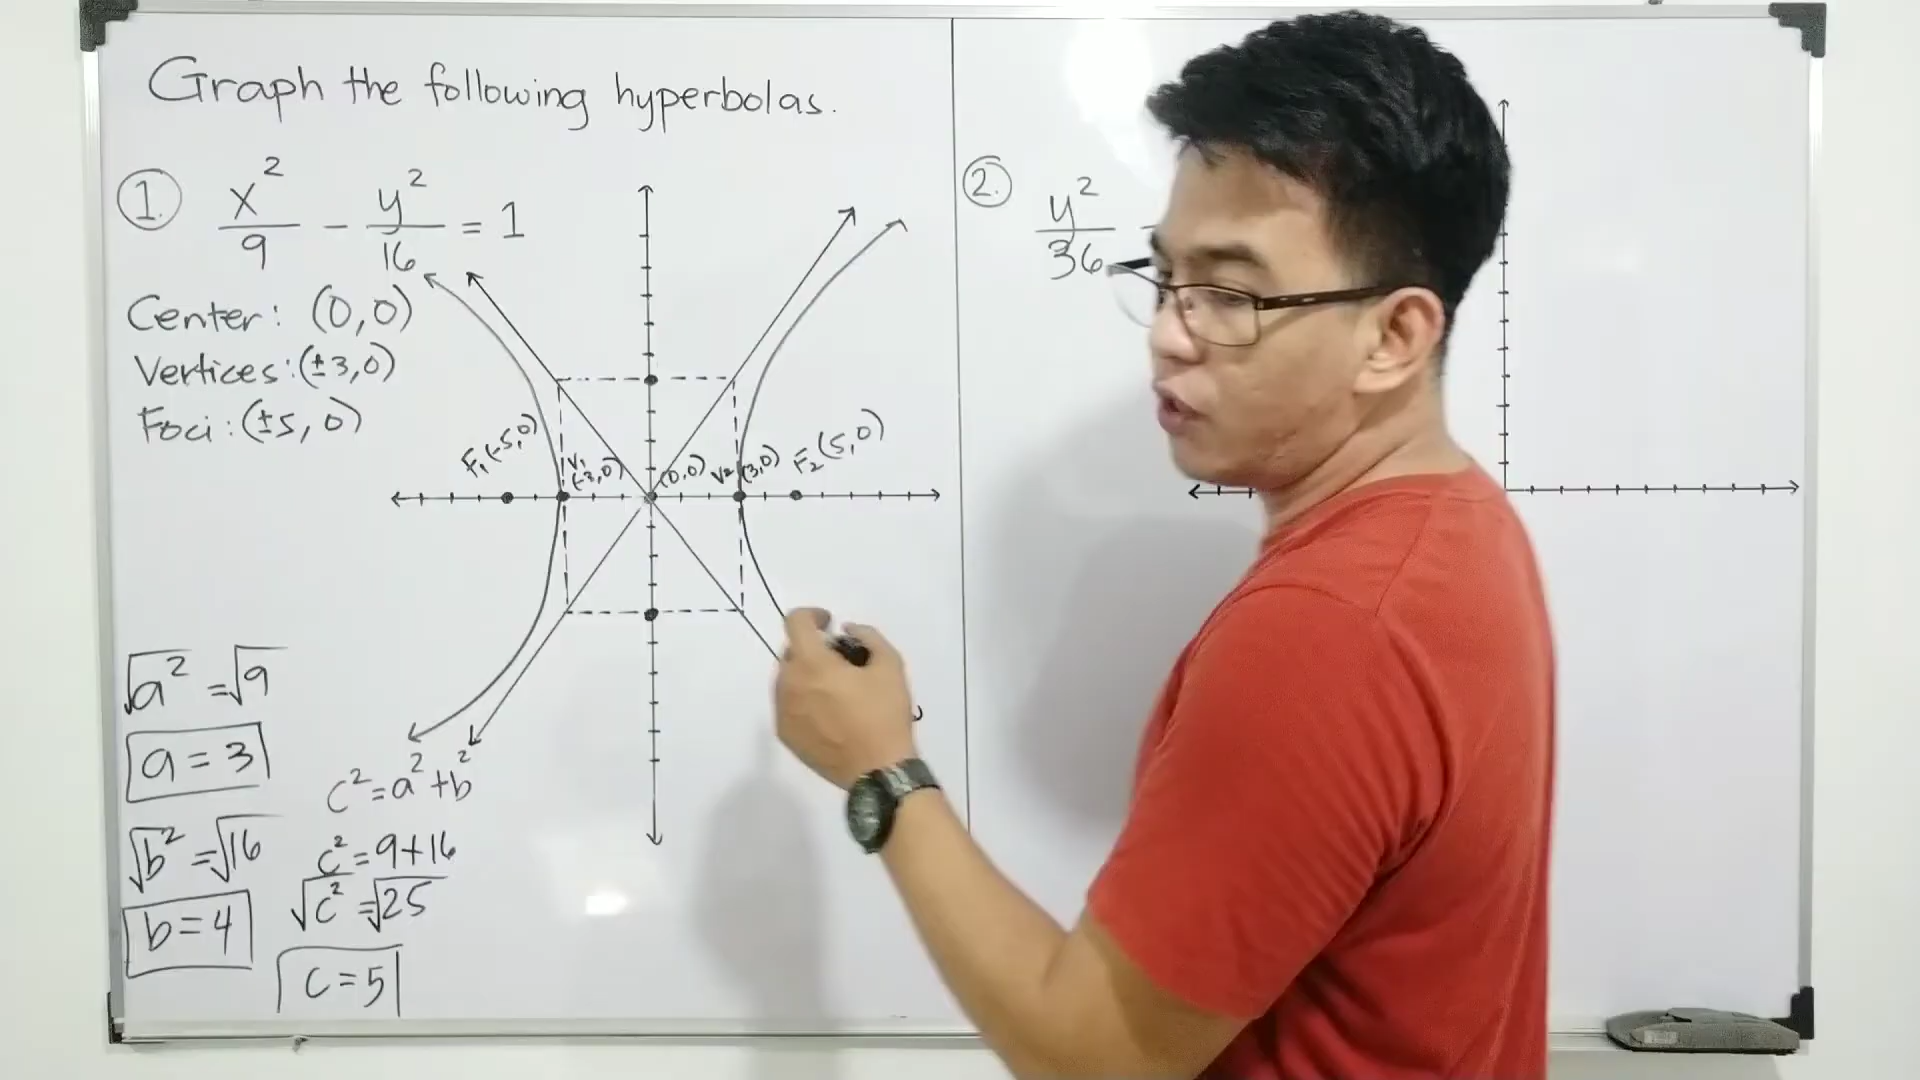 Graph the following hyperbolas.
1. x²/9 - y²/16 = 1
Center: (0,0)
Vertices: (±3,0)
Foci: (±5,0)
F₁(-5,0)
V₁
(-3,0)
(0,0)
V₂ (3,0)
F₂(5,0)
√a² = √9
a = 3
√b² = √16
b = 4
c² = a² + b²
c² = 9 + 16
√c² = √25
c = 5
2. y²/36 -